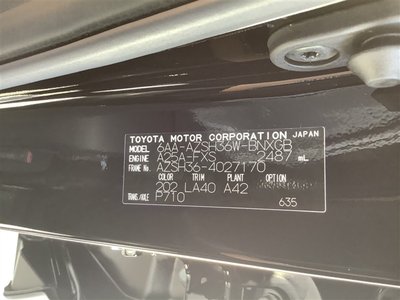 TOYOTA MOTOR CORPORATION JAPAN
MODEL 6AA-AZSH36W-BNXGB
ENGINE A25A-FXS 2487 mL
FRAME No. AZSH36-4027170
COLOR TRIM PLANT OPTION
202 LA40 A42
TRANS./AXLE P710
635